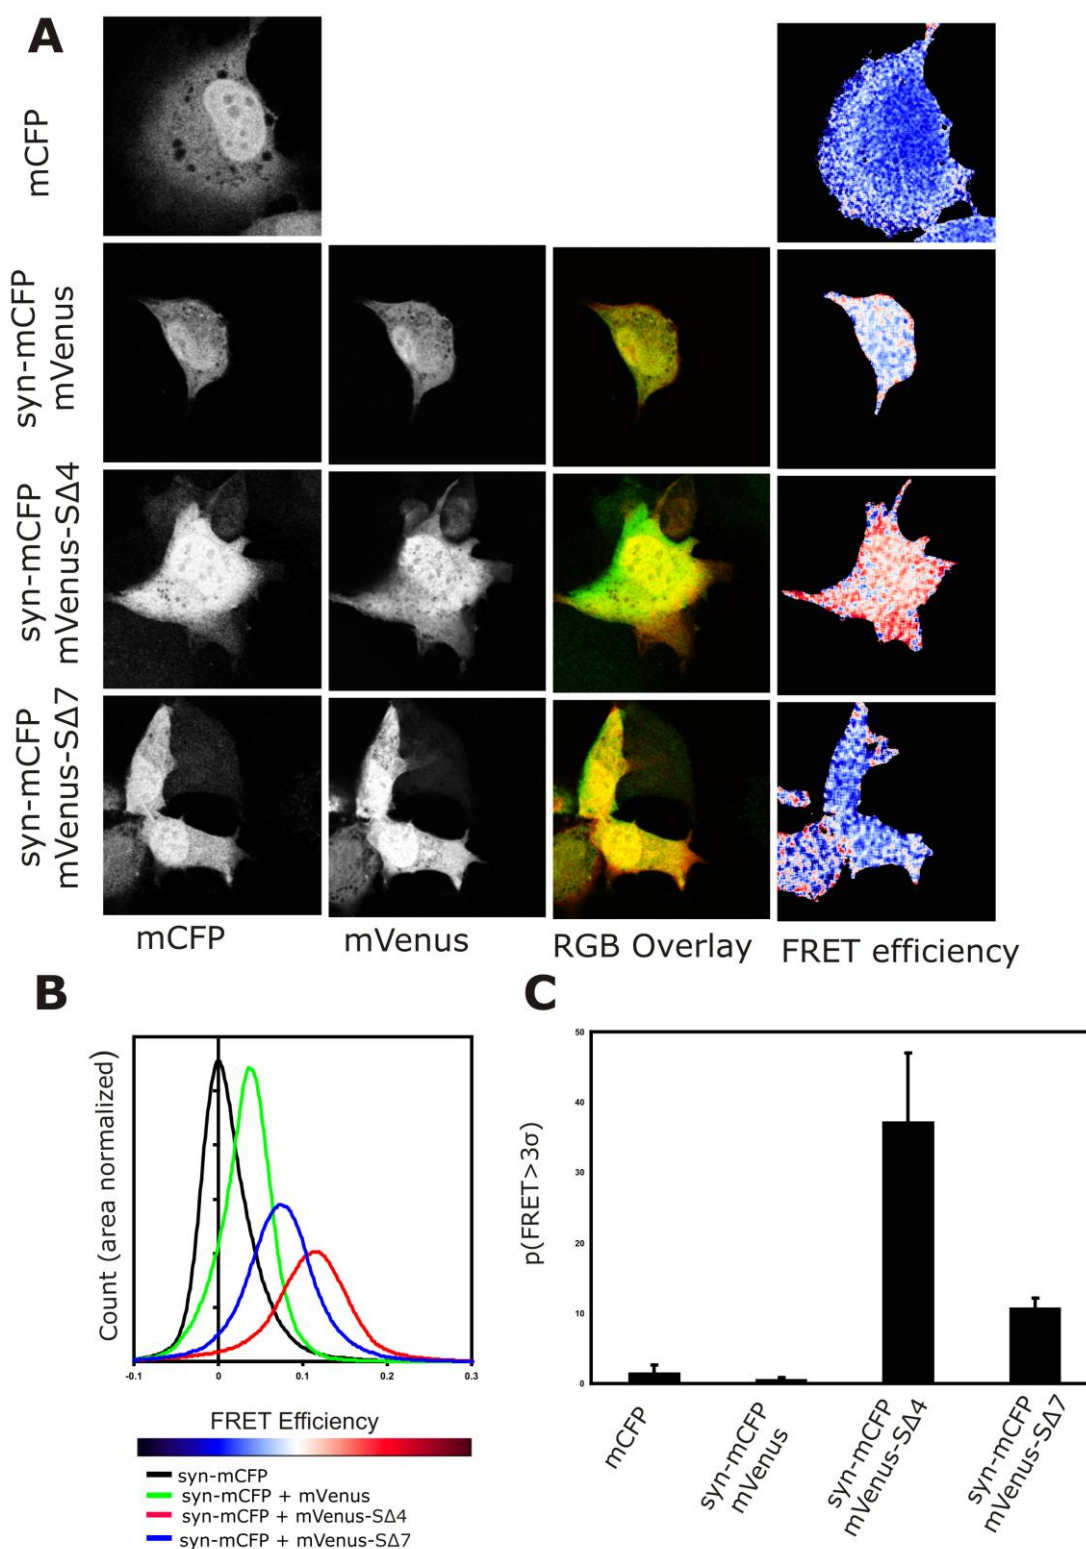 A
mCFP
syn-mCFP
mVenus
syn-mCFP
mVenus-SΔ4
syn-mCFP
mVenus-SΔ7
mCFP
mVenus
RGB Overlay
FRET efficiency
B
Count (area normalized)
-0.1
0
0.1
0.2
0.3
FRET Efficiency
syn-mCFP
syn-mCFP + mVenus
syn-mCFP + mVenus-SΔ4
syn-mCFP + mVenus-SΔ7
C
p(FRET>3σ)
50
40
30
20
10
0
mCFP
syn-mCFP
mVenus
syn-mCFP
mVenus-SΔ4
syn-mCFP
mVenus-SΔ7